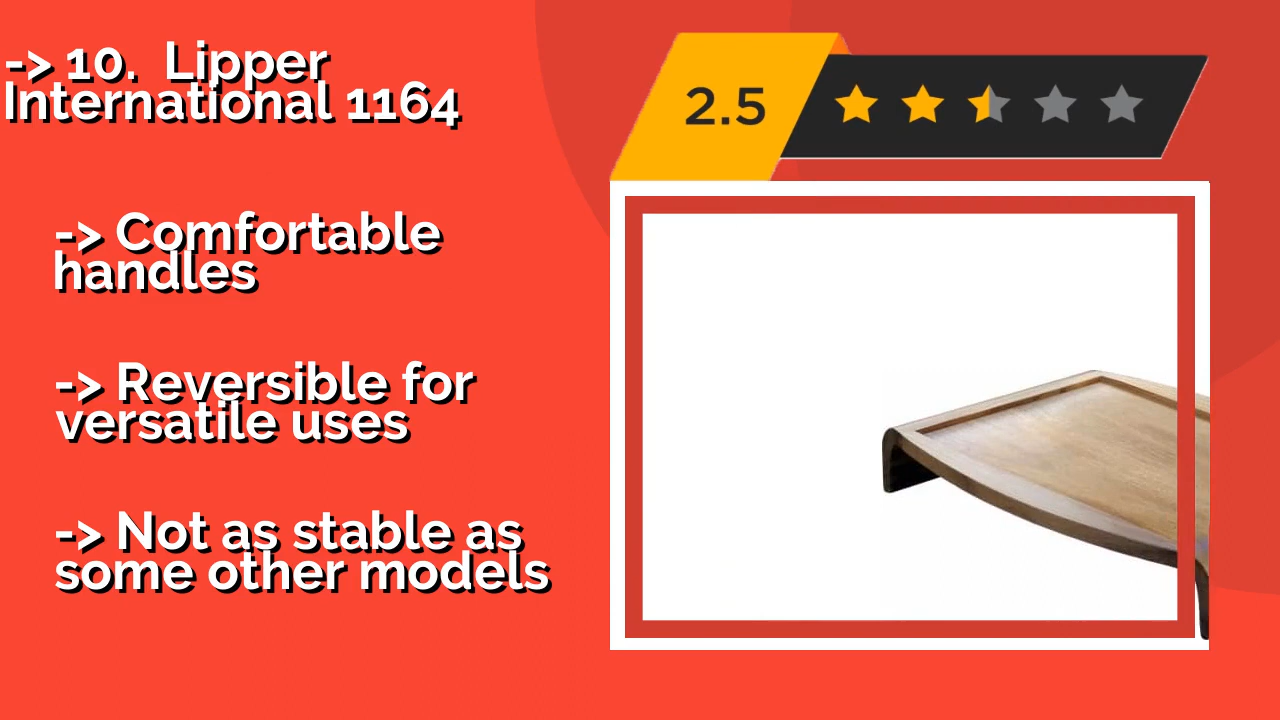 -> 10. Lipper
International 1164
2.5
-> Comfortable
handles
-> Reversible for
versatile uses
-> Not as stable as
some other models